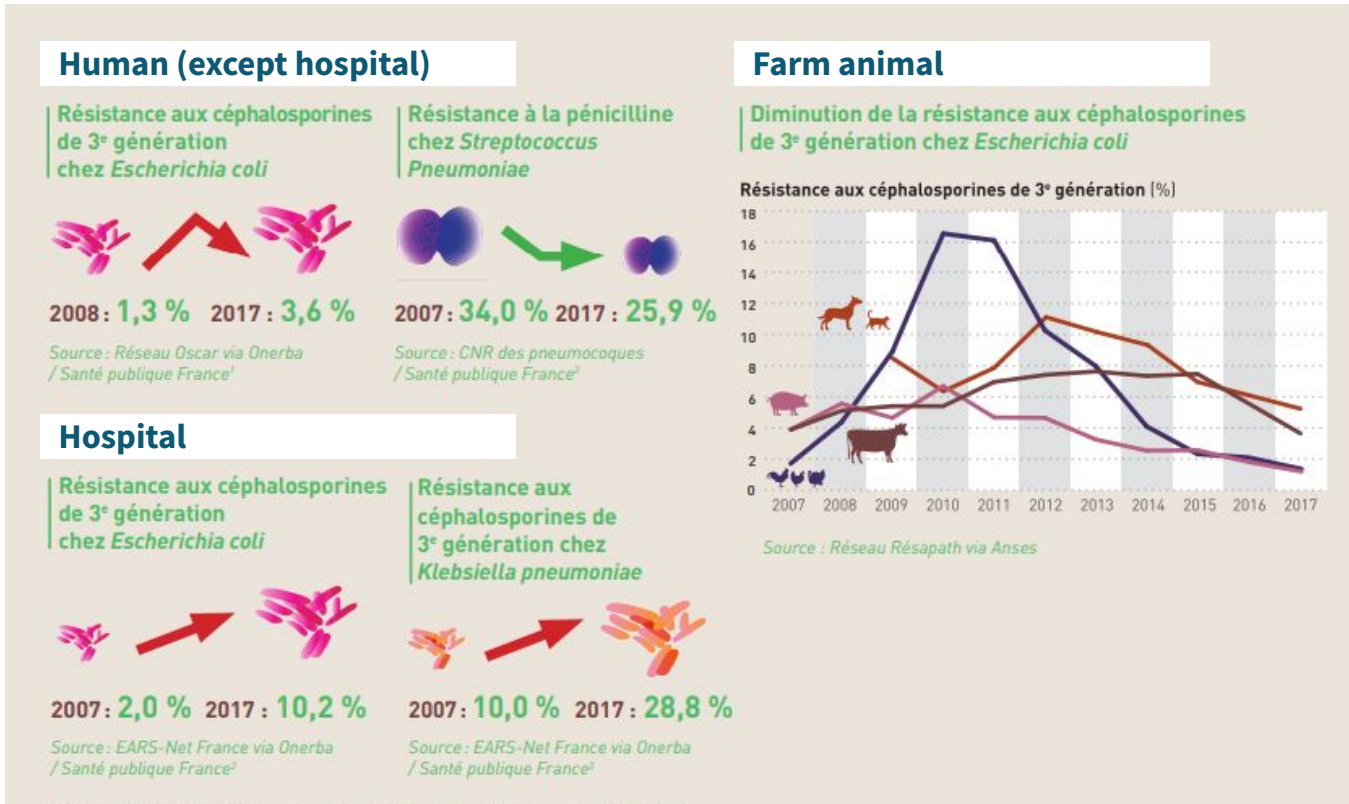 Human (except hospital)
Résistance aux céphalosporines
de 3e génération
chez Escherichia coli
2008 : 1,3 % 2017 : 3,6 %
Source : Réseau Oscar via Onerba
/ Santé publique France1
Résistance à la pénicilline
chez Streptococcus
Pneumoniae
2007 : 34,0 % 2017 : 25,9 %
Source : CNR des pneumocoques
/ Santé publique France2
Hospital
Résistance aux céphalosporines
de 3e génération
chez Escherichia coli
2007 : 2,0 % 2017 : 10,2 %
Source : EARS-Net France via Onerba
/ Santé publique France2
Résistance aux
céphalosporines de
3e génération chez
Klebsiella pneumoniae
2007 : 10,0 % 2017 : 28,8 %
Source : EARS-Net France via Onerba
/ Santé publique France2
Farm animal
Diminution de la résistance aux céphalosporines
de 3e génération chez Escherichia coli
Résistance aux céphalosporines de 3e génération (%)
18
16
14
12
10
8
6
4
2
0
2007 2008 2009 2010 2011 2012 2013 2014 2015 2016 2017
Source : Réseau Résapath via Anses